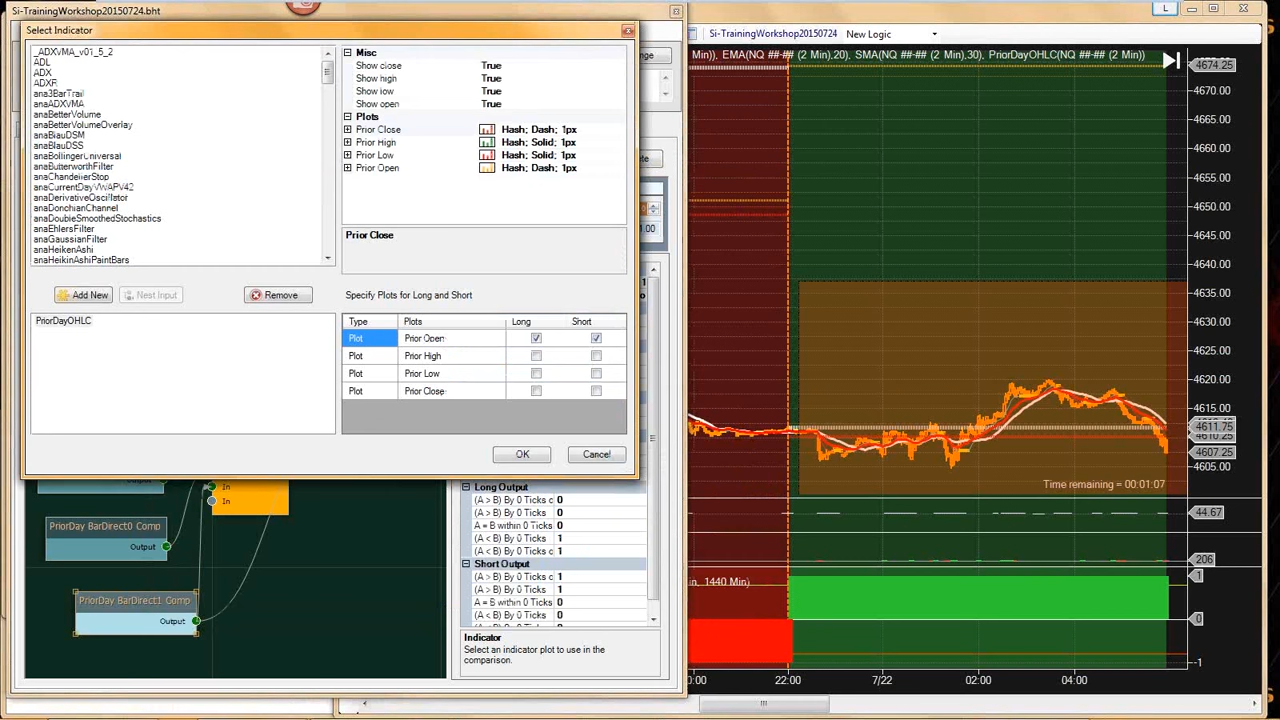 Si-TrainingWorkshop20150724.bht
Select Indicator
_ADXVMA_v01_5_2
ADL
ADX
ADXR
ana3BarTrail
anaADXVMA
anaBetterVolume
anaBetterVolumeOverlay
anaBlauDSM
anaBlauDSS
anaBollingerUniversal
anaButterworthFilter
anaChandelierStop
anaCurrentDayVWAPV42
anaDerivativeOscillator
anaDonchianChannel
anaDoubleSmoothedStochastics
anaEhlersFilter
anaGaussianFilter
anaHeikenAshi
anaHeikinAshiPaintBars
Misc
Show close True
Show high True
Show low True
Show open True
Plots
Prior Close Hash; Dash; 1px
Prior High Hash; Solid; 1px
Prior Low Hash; Solid; 1px
Prior Open Hash; Dash; 1px
Prior Close
Add New
Nest Input
Remove
Specify Plots for Long and Short
PriorDayOHLC
Type Plots Long Short
Plot Prior Open
Plot Prior High
Plot Prior Low
Plot Prior Close
OK
Cancel
In
In
PriorDay BarDirect0 Comp
Output
PriorDay BarDirect1 Comp
Output
Long Output
(A > B) By 0 Ticks c 0
(A > B) By 0 Ticks 0
A = B within 0 Ticks 0
(A < B) By 0 Ticks 1
(A < B) By 0 Ticks c 1
Short Output
(A > B) By 0 Ticks c 1
(A > B) By 0 Ticks 1
A = B within 0 Ticks 0
(A < B) By 0 Ticks 0
(A < B) By 0 Ticks c 0
Indicator
Select an indicator plot to use in the
comparison.
L
Si-TrainingWorkshop20150724 New Logic
Min)), EMA(NQ ##-## (2 Min),20), SMA(NQ ##-## (2 Min),30), PriorDayOHLC(NQ ##-## (2 Min))
4674.25
4670.00
4665.00
4660.00
4655.00
4650.00
4645.00
4640.00
4635.00
4630.00
4625.00
4620.00
4615.00
4611.75
4610.25
4607.25
4605.00
Time remaining = 00:01:07
44.67
206
1
in, 1440 Min)
0
-1
22:00 7/22 02:00 04:00